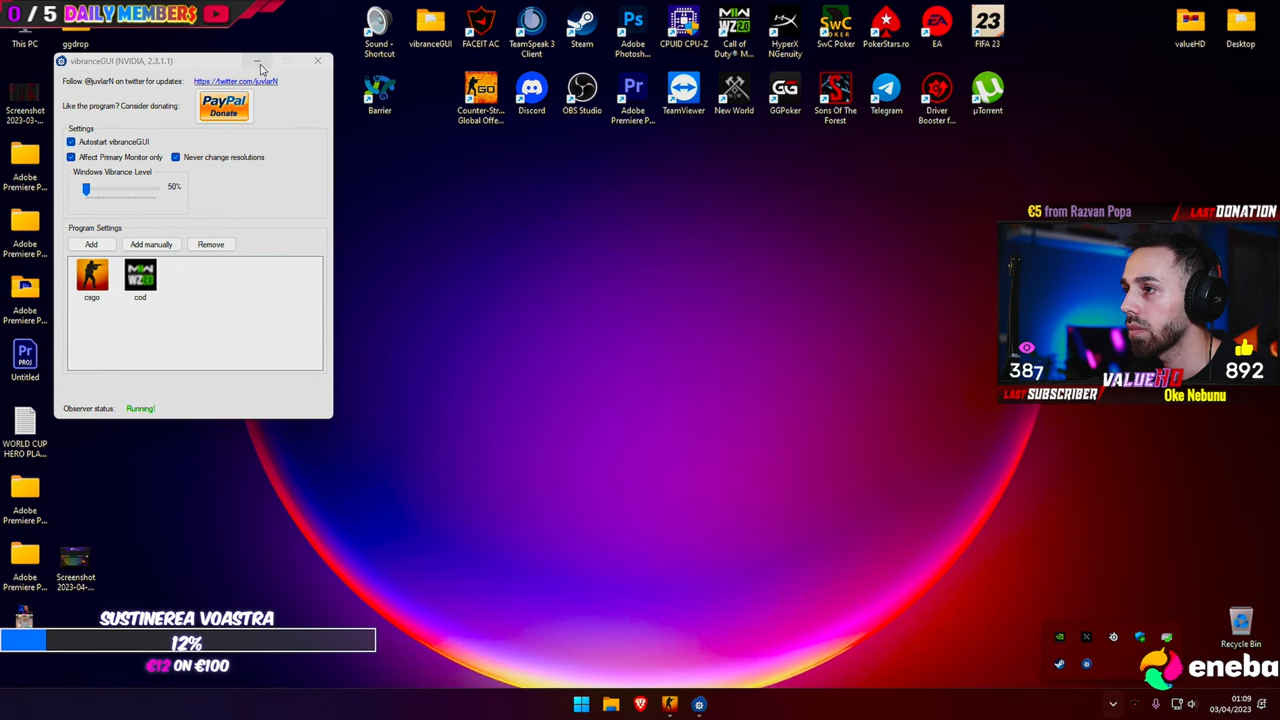 0 / 5 DAILY MEMBERS
This PC
ggdrop
Sound - Shortcut
vibranceGUI
FACEIT AC
TeamSpeak 3 Client
Steam
Adobe Photosh...
CPUID CPU-Z
Call of Duty® M...
HyperX NGenuity
SwC Poker
PokerStars.ro
EA
FIFA 23
valueHD
Desktop
Barrier
Counter-Str... Global Offe...
Discord
OBS Studio
Adobe Premiere P...
TeamViewer
New World
GGPoker
Sons Of The Forest
Telegram
Driver Booster f...
µTorrent
Screenshot 2023-03-...
Adobe Premiere P...
Adobe Premiere P...
Adobe Premiere P...
PROJ
Untitled
WORLD CUP HERO PLA...
Adobe Premiere P...
Adobe Premiere P...
Screenshot 2023-04-...
vibranceGUI (NVIDIA, 2.3.1.1)
Follow @juvlarN on twitter for updates: https://twitter.com/juvlarN
Like the program? Consider donating:
PayPal
Donate
Settings
Autostart vibranceGUI
Affect Primary Monitor only
Never change resolutions
Windows Vibrance Level
50%
Program Settings
Add
Add manually
Remove
csgo
cod
Observer status: Running!
€5 from Razvan Popa
LAST DONATION
387
VALUEHD
892
LAST SUBSCRIBER
Oke Nebunu
SUSTINEREA VOASTRA
12%
€12 ON €100
Recycle Bin
eneba
01:09
03/04/2023